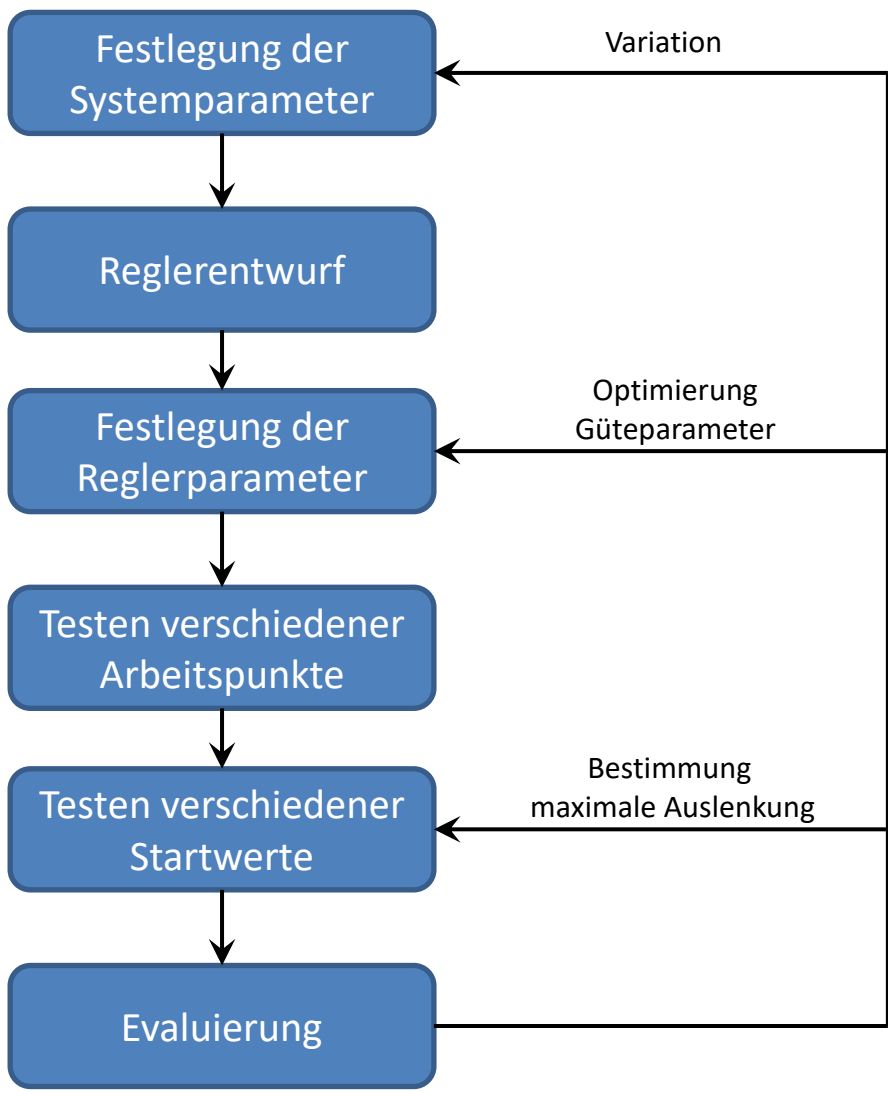 Festlegung der
Systemparameter
Variation
Reglerentwurf
Festlegung der
Reglerparameter
Optimierung
Güteparameter
Testen verschiedener
Arbeitspunkte
Testen verschiedener
Startwerte
Bestimmung
maximale Auslenkung
Evaluierung